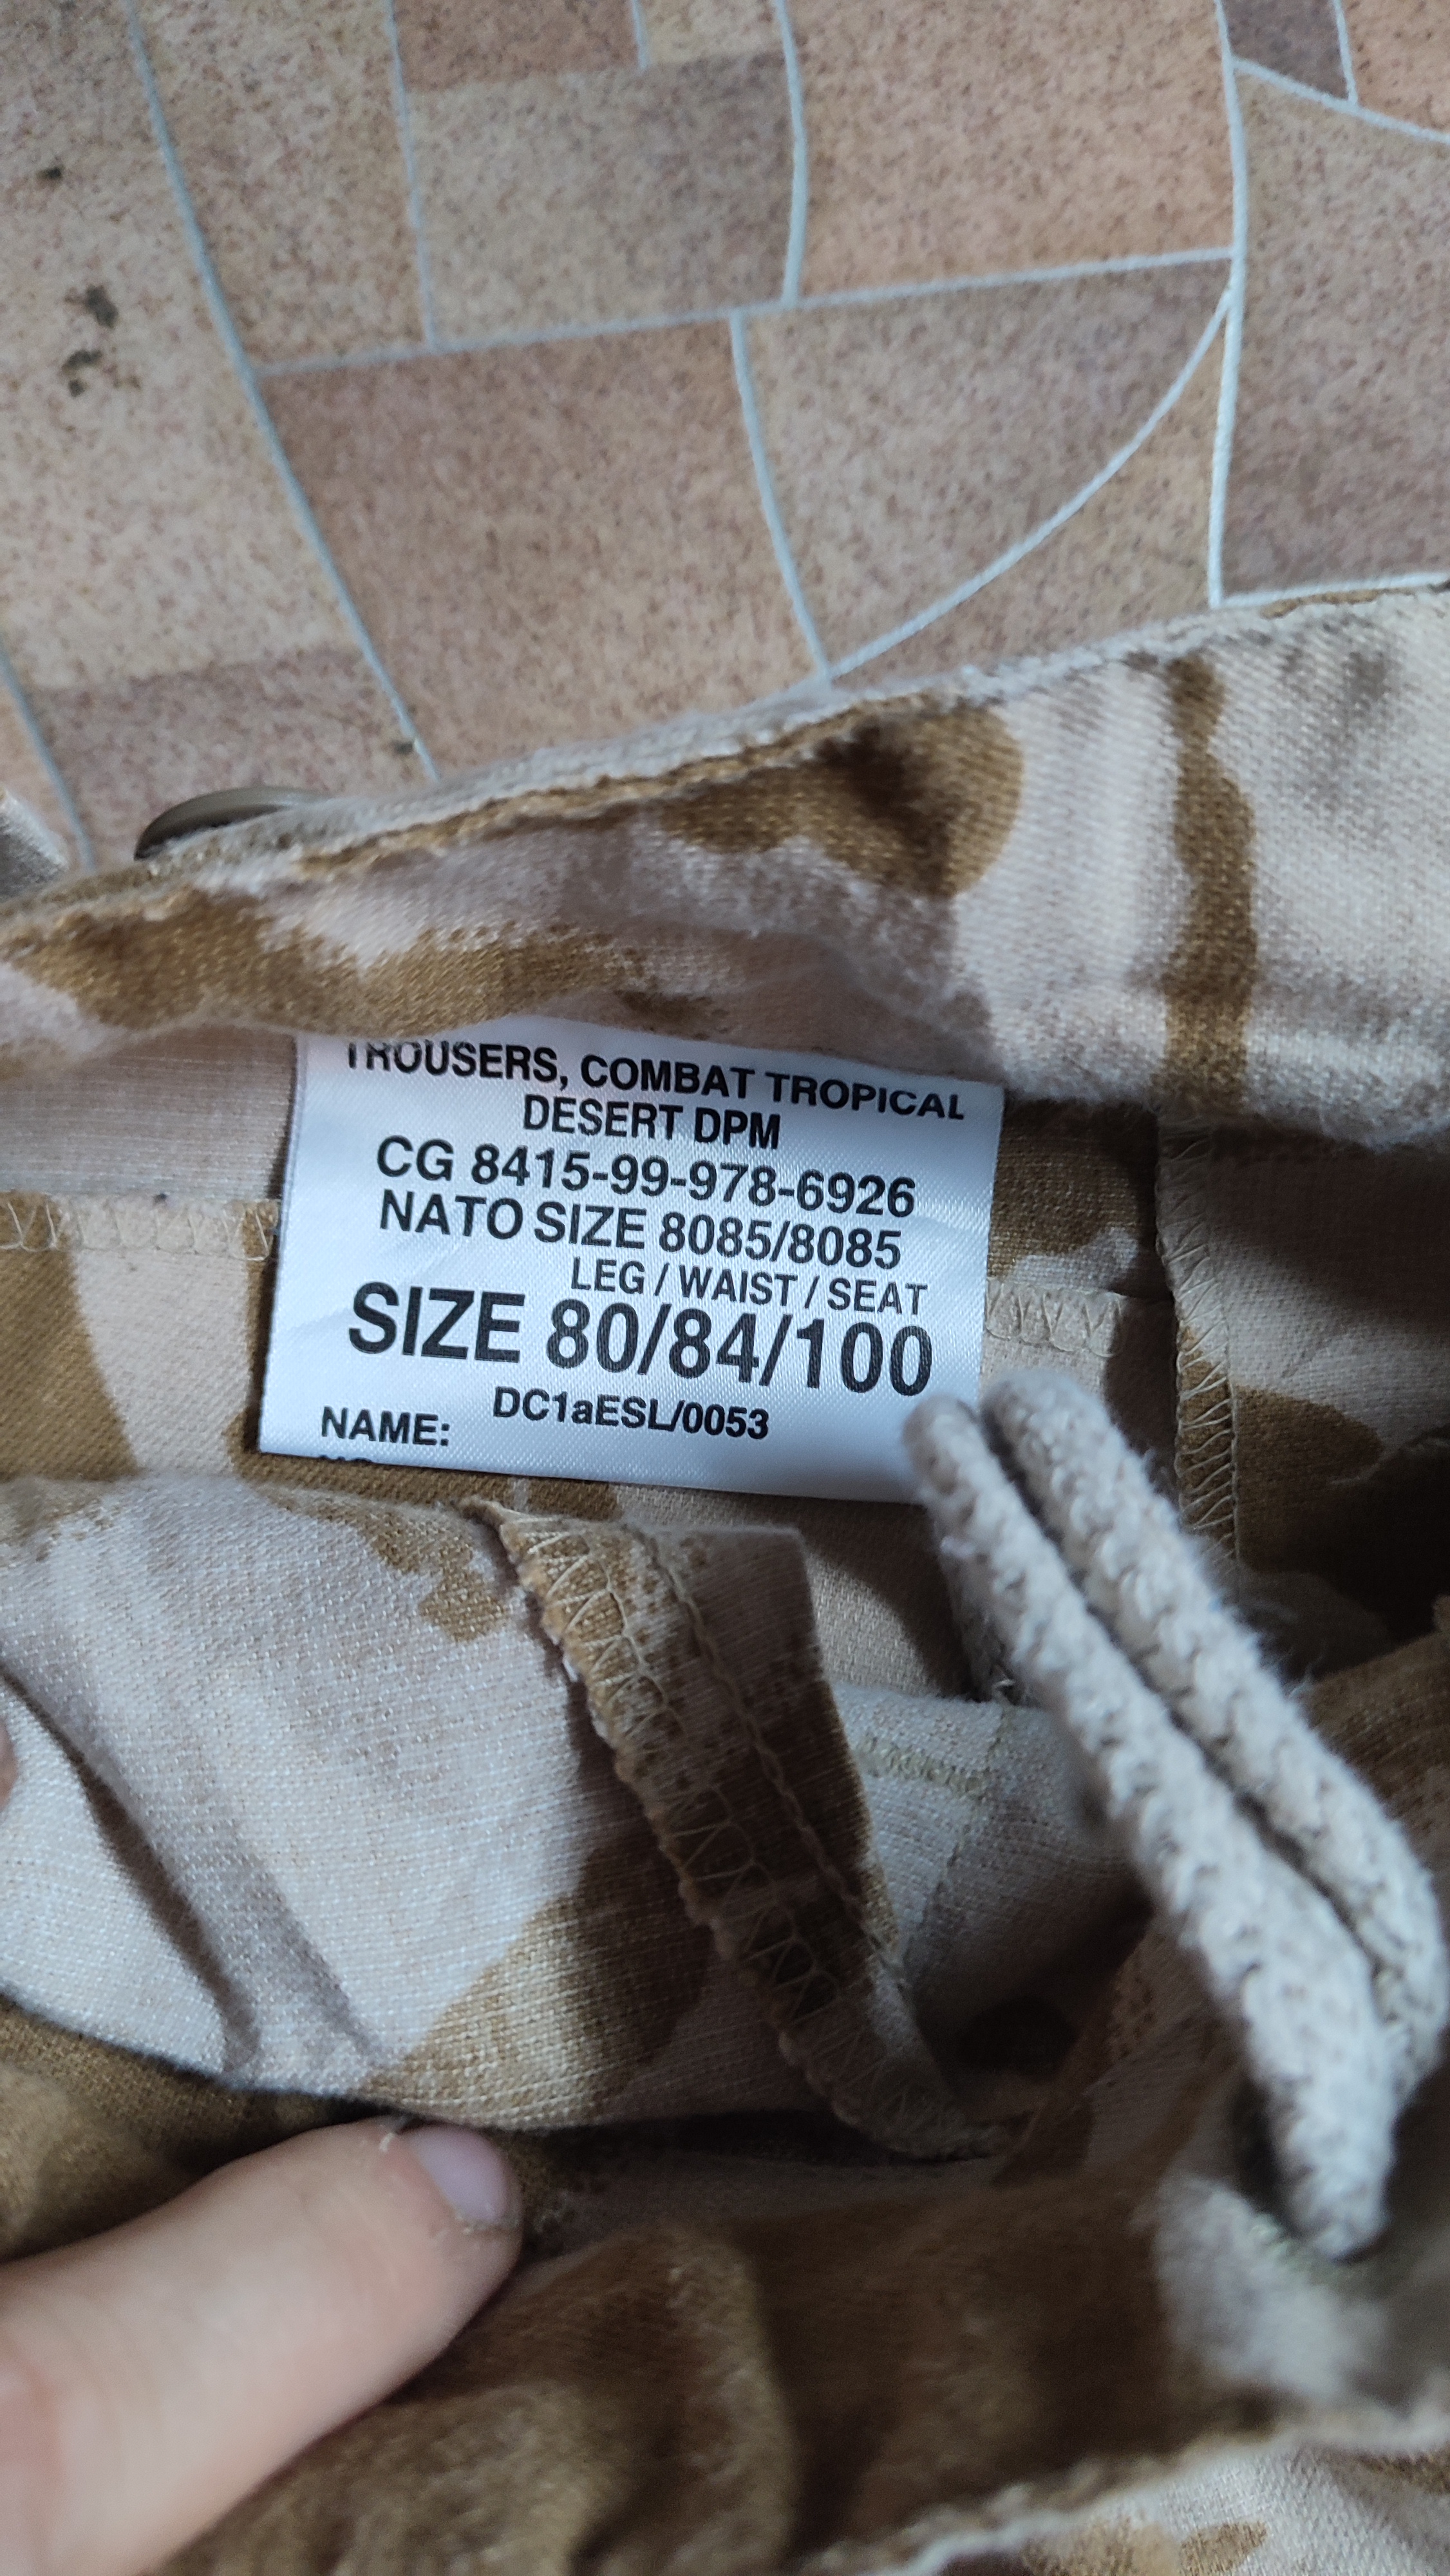 TROUSERS, COMBAT TROPICAL
DESERT DPM
CG 8415-99-978-6926
NATO SIZE 8085/8085
LEG / WAIST / SEAT
SIZE 80/84/100
DC1aESL/0053
NAME: